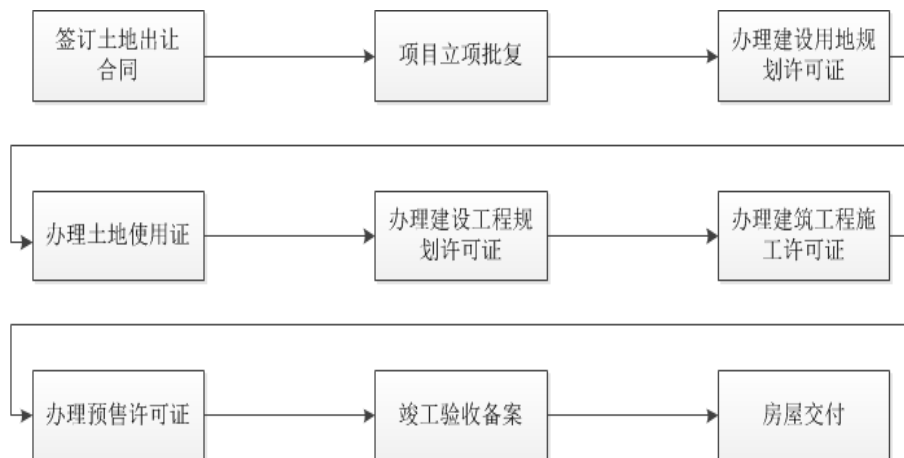 签订土地出让
合同
项目立项批复
办理建设用地规
划许可证
办理土地使用证
办理建设工程规
划许可证
办理建筑工程施
工许可证
办理预售许可证
竣工验收备案
房屋交付